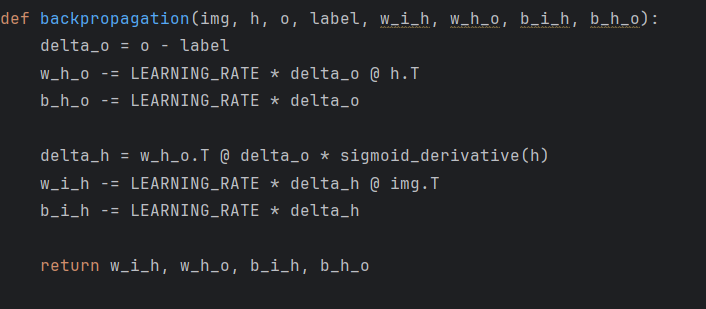 def backpropagation(img, h, o, label, w_i_h, w_h_o, b_i_h, b_h_o):
    delta_o = o - label
    w_h_o -= LEARNING_RATE * delta_o @ h.T
    b_h_o -= LEARNING_RATE * delta_o

    delta_h = w_h_o.T @ delta_o * sigmoid_derivative(h)
    w_i_h -= LEARNING_RATE * delta_h @ img.T
    b_i_h -= LEARNING_RATE * delta_h

    return w_i_h, w_h_o, b_i_h, b_h_o